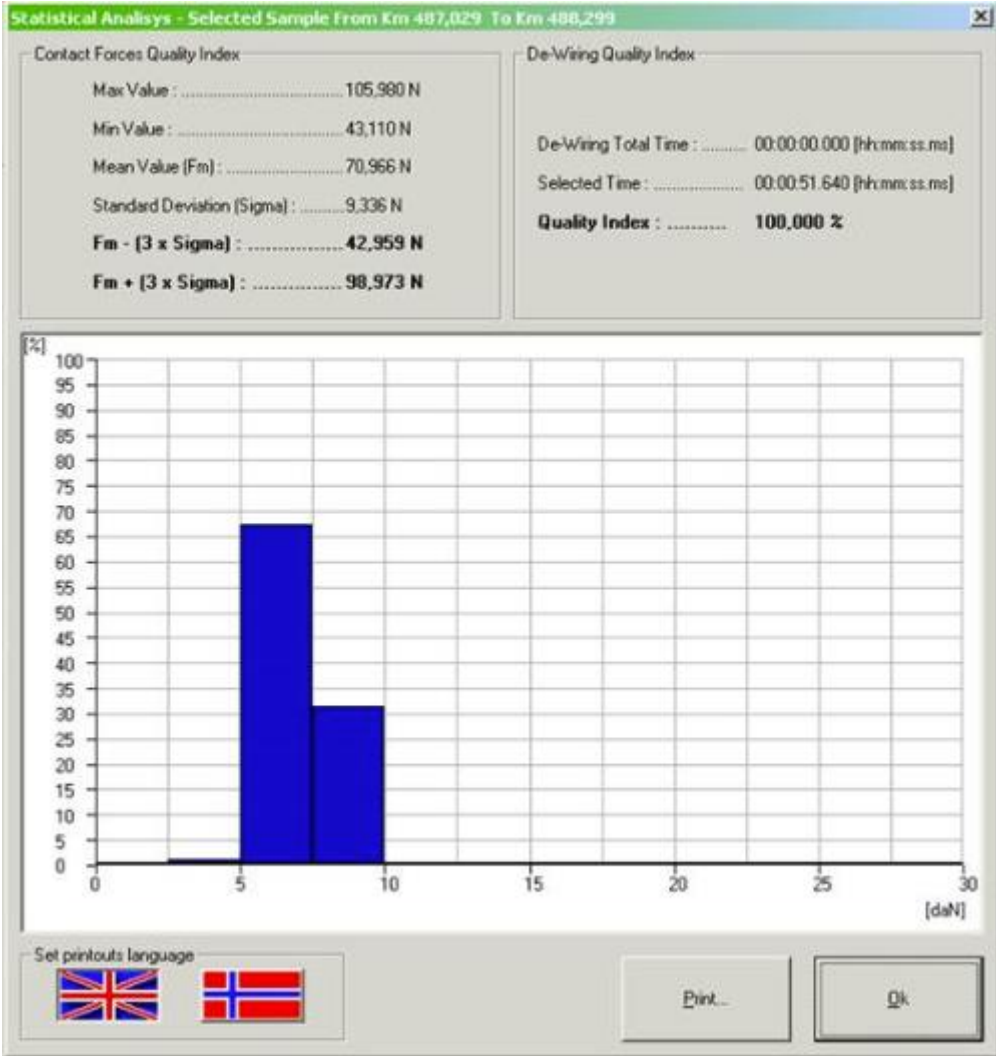 Statistical Analisys - Selected Sample From Km 487,029 To Km 488,299
Contact Forces Quality Index
Max Value : ................................ 105,980 N
Min Value : ................................ 43,110 N
Mean Value (Fm) : ...................... 70,966 N
Standard Deviation (Sigma) : ........ 9,336 N
Fm - (3 x Sigma) : ................. 42,959 N
Fm + (3 x Sigma) : ................ 98,973 N
De-Wiring Quality Index
De-Wiring Total Time : ......... 00:00:00.000 [hh:mm:ss.ms]
Selected Time : .................. 00:00:51.640 [hh:mm:ss.ms]
Quality Index : .......... 100,000 %
[%]
100
95
90
85
80
75
70
65
60
55
50
45
40
35
30
25
20
15
10
5
0
0 5 10 15 20 25 30
[daN]
Set printouts language
Print...
Ok